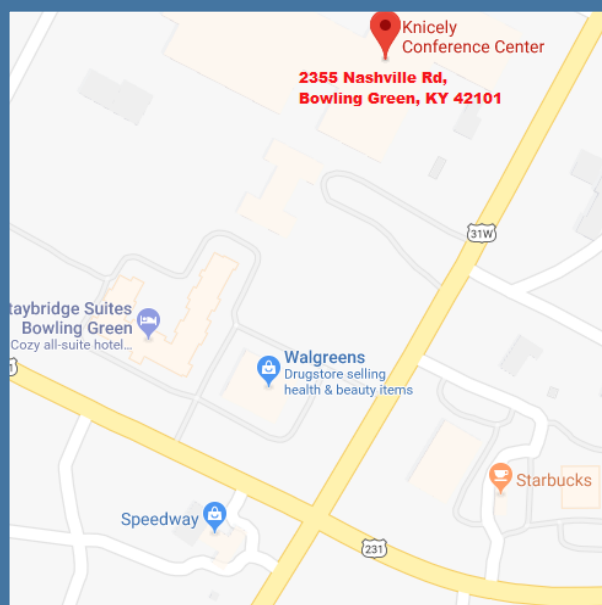 Knicely
Conference Center
2355 Nashville Rd,
Bowling Green, KY 42101
31W
taybridge Suites
Bowling Green
Cozy all-suite hotel...
Walgreens
Drugstore selling
health & beauty items
Starbucks
Speedway
231